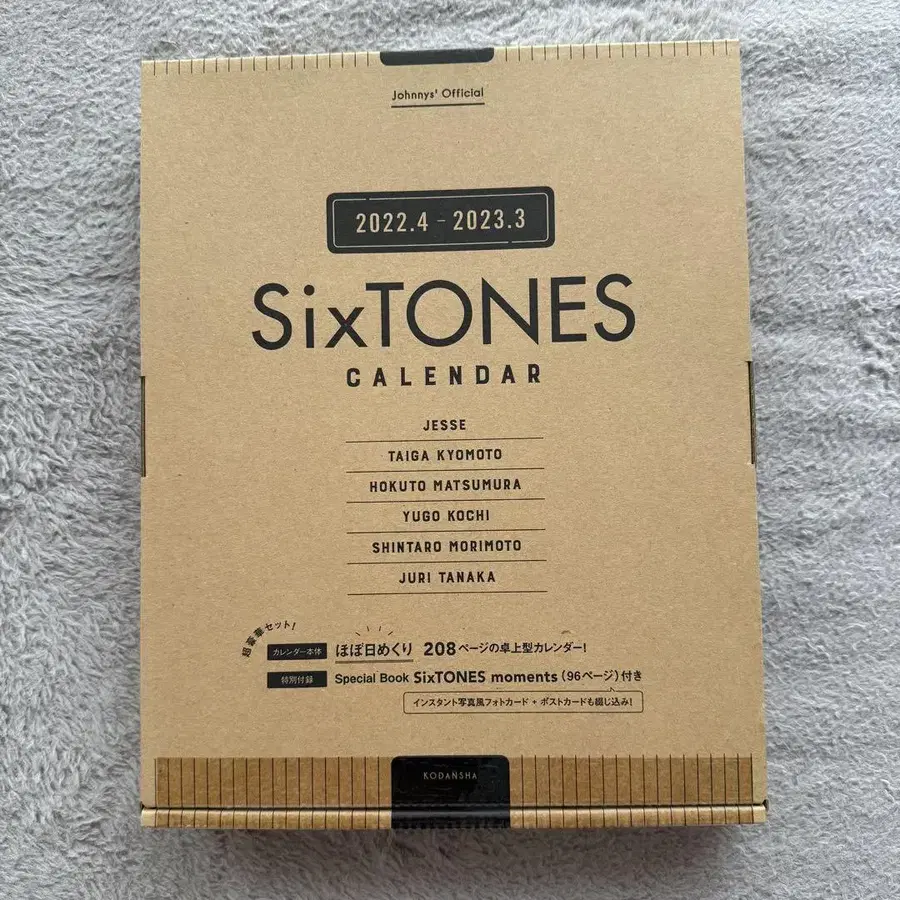 Johnnys' Official
2022.4 - 2023.3
SixTONES
CALENDAR
JESSE
TAIGA KYOMOTO
HOKUTO MATSUMURA
YUGO KOCHI
SHINTARO MORIMOTO
JURI TANAKA
超豪華セット!
カレンダー本体 ほぼ日めくり 208ページの卓上型カレンダー!
特別付録 Special Book SixTONES moments (96ページ)付き
インスタント写真風フォトカード + ポストカードも綴じ込み!
KODANSHA